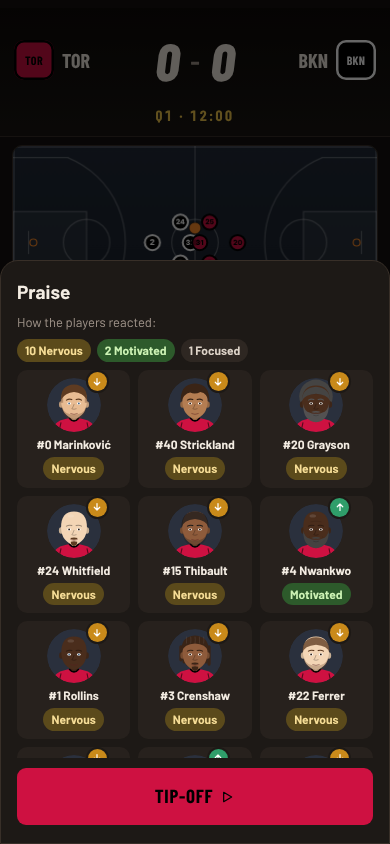 TOR TOR 0 - 0 BKN BKN
Q1 · 12:00
24
2
Praise
How the players reacted:
10 Nervous 2 Motivated 1 Focused
#0 Marinković #40 Strickland #20 Grayson
Nervous Nervous Nervous
#24 Whitfield #15 Thibault #4 Nwankwo
Nervous Nervous Motivated
#1 Rollins #3 Crenshaw #22 Ferrer
Nervous Nervous Nervous
TIP-OFF